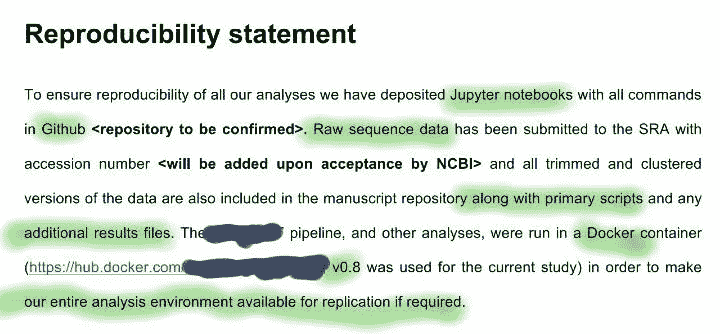 Reproducibility statement
To ensure reproducibility of all our analyses we have deposited Jupyter notebooks with all commands
in Github <repository to be confirmed>. Raw sequence data has been submitted to the SRA with
accession number <will be added upon acceptance by NCBI> and all trimmed and clustered
versions of the data are also included in the manuscript repository along with primary scripts and any
additional results files. The pipeline, and other analyses, were run in a Docker container
(https://hub.docker.com v0.8 was used for the current study) in order to make
our entire analysis environment available for replication if required.